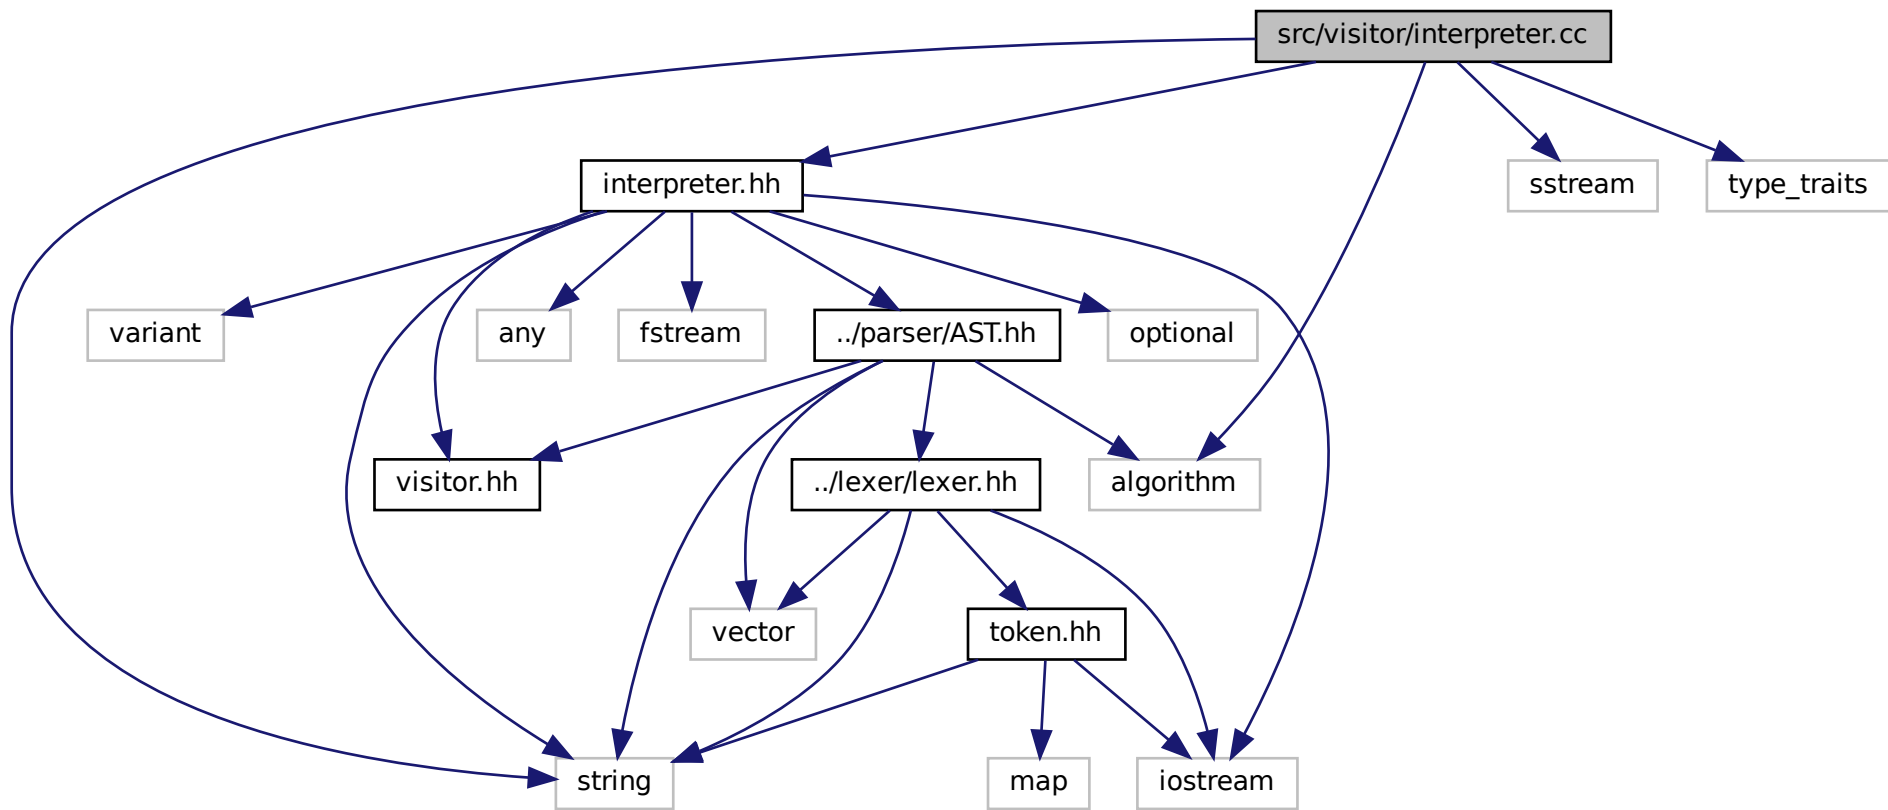 src/visitor/interpreter.cc
interpreter.hh
sstream
type_traits
variant
any
fstream
../parser/AST.hh
optional
visitor.hh
../lexer/lexer.hh
algorithm
vector
token.hh
string
map
iostream